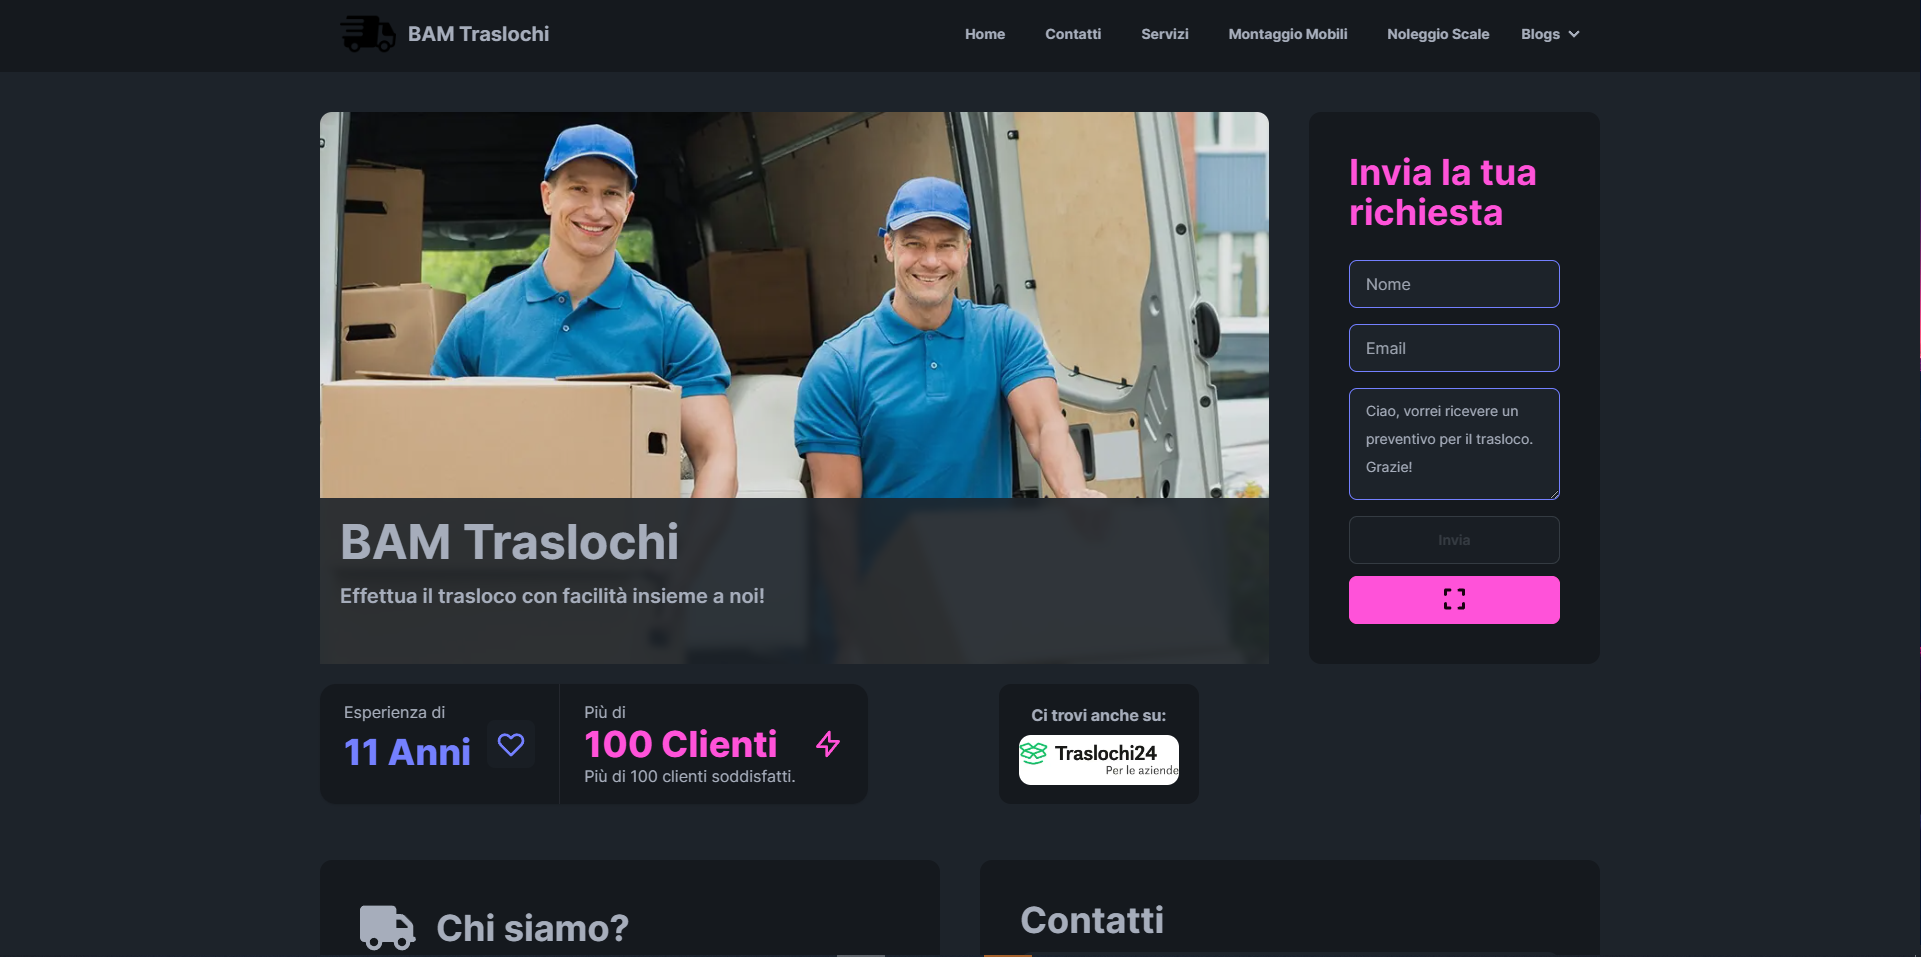 BAM Traslochi
Home
Contatti
Servizi
Montaggio Mobili
Noleggio Scale
Blogs
Invia la tua
richiesta
Nome
Email
Ciao, vorrei ricevere un
preventivo per il trasloco.
Grazie!
Invia
BAM Traslochi
Effettua il trasloco con facilità insieme a noi!
Esperienza di
11 Anni
Più di
100 Clienti
Più di 100 clienti soddisfatti.
Ci trovi anche su:
Traslochi24
Per le aziende
Chi siamo?
Contatti